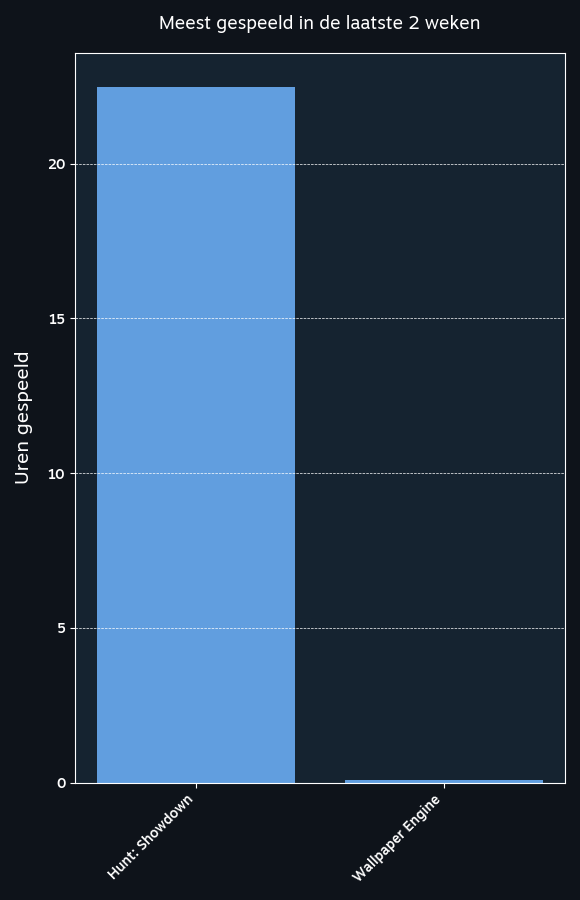 Meest gespeeld in de laatste 2 weken
Uren gespeeld
20
15
10
5
0
Hunt: Showdown
Wallpaper Engine